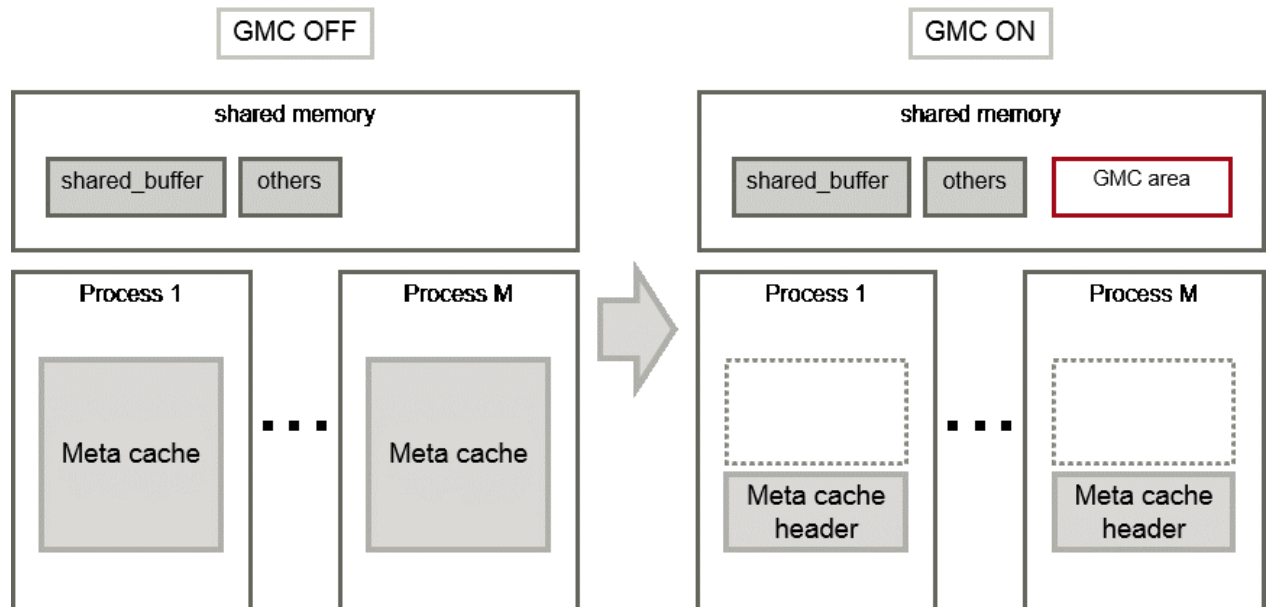 GMC OFF
shared memory
shared_buffer
others
Process 1
Meta cache
Process M
Meta cache
GMC ON
shared memory
shared_buffer
others
GMC area
Process 1
Meta cache
header
Process M
Meta cache
header